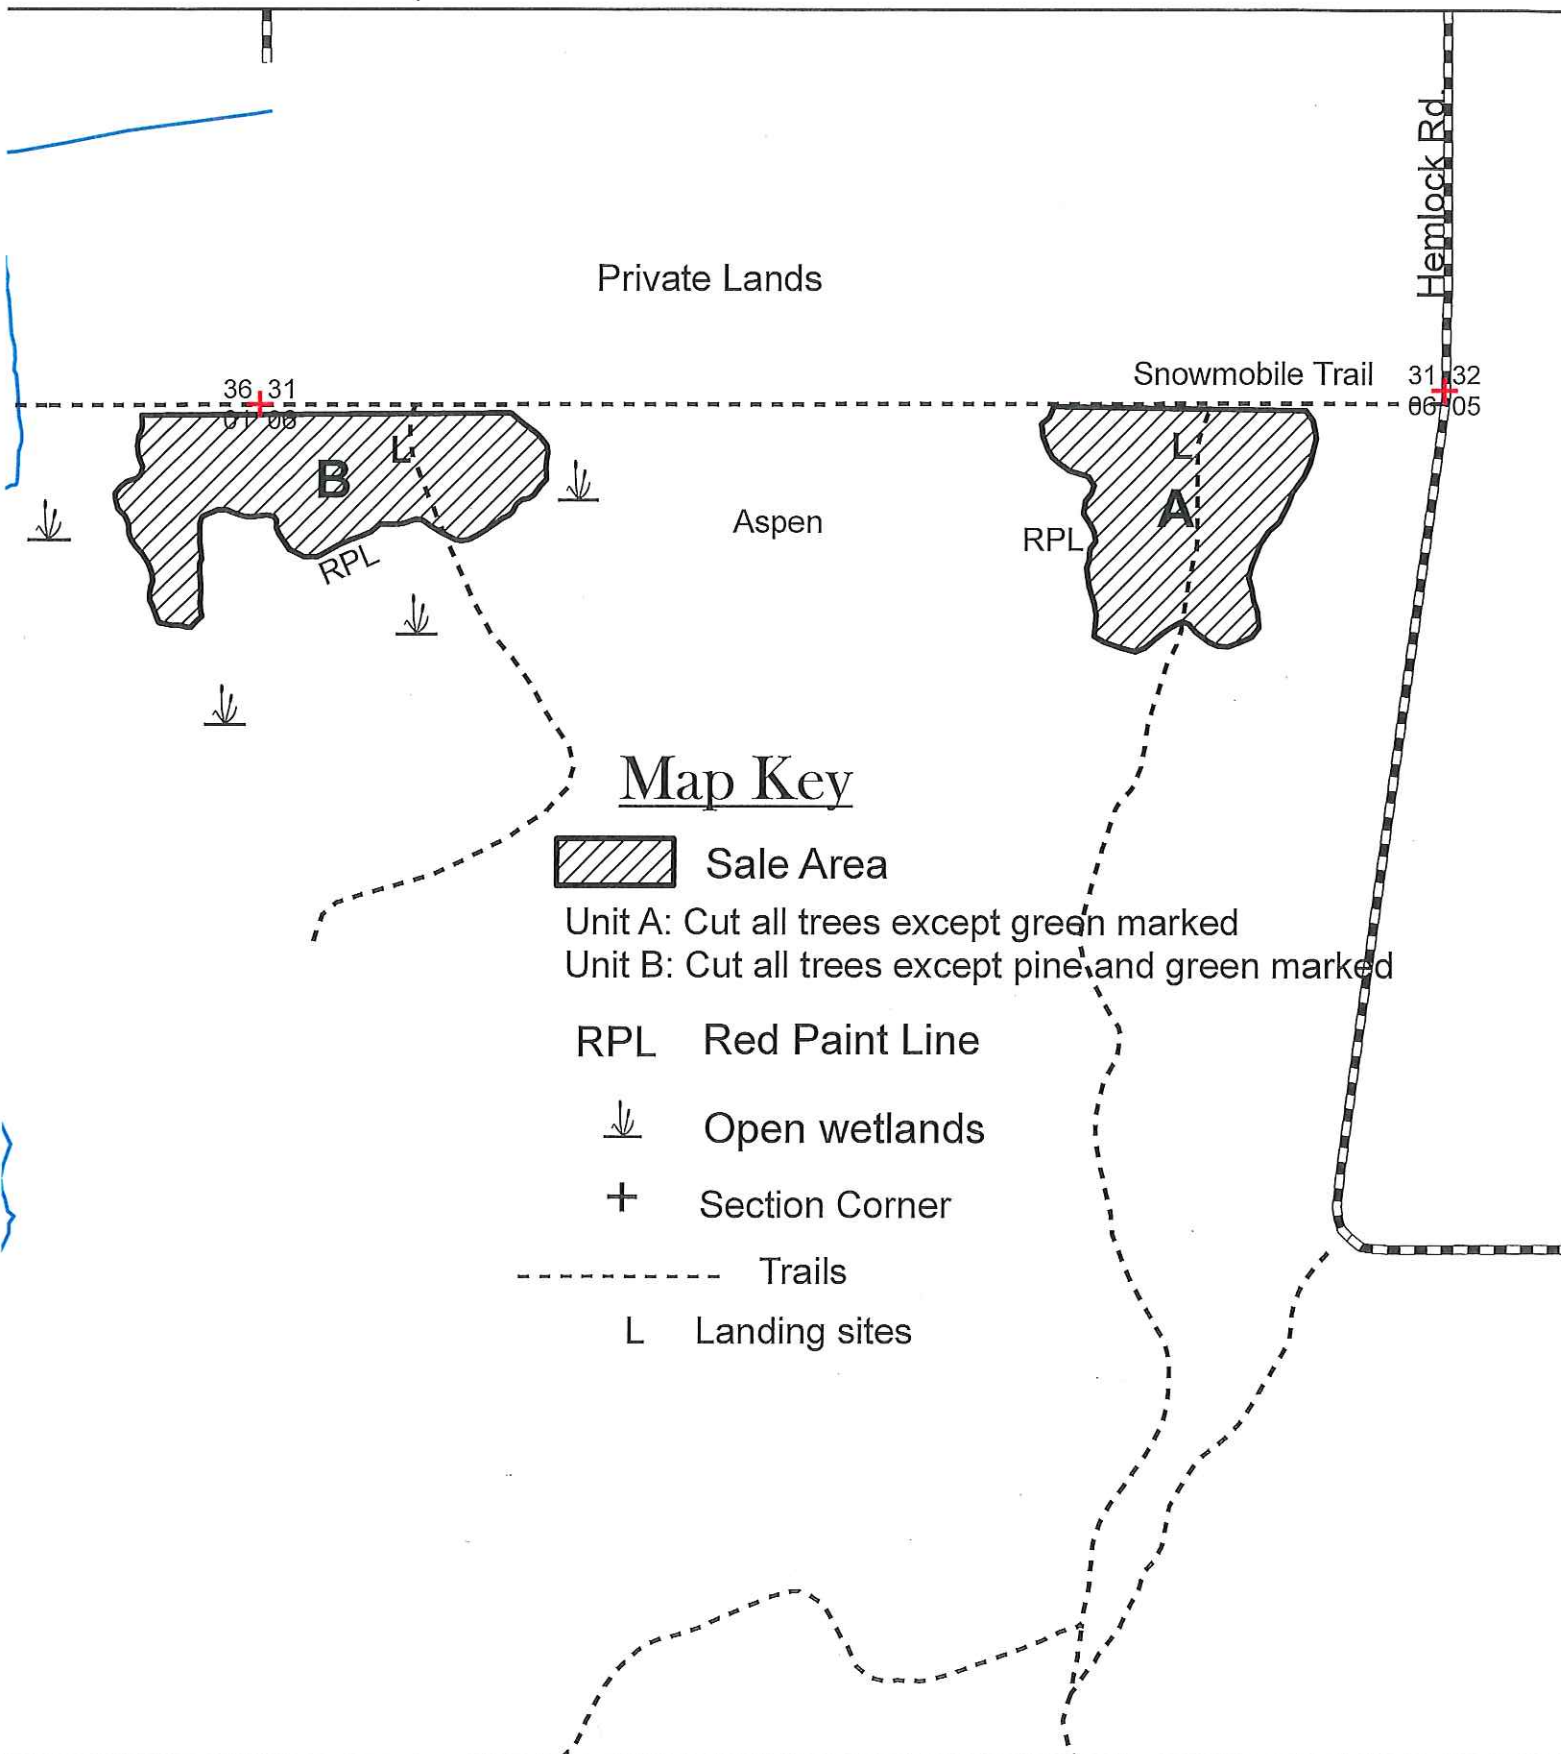 Hemlock Rd.
Private Lands
Snowmobile Trail
31 32
06 05
36 31
01 06
L
B
RPL
Aspen
L
A
RPL
Map Key
Sale Area
Unit A: Cut all trees except green marked
Unit B: Cut all trees except pine and green marked
RPL Red Paint Line
Open wetlands
Section Corner
Trails
L Landing sites